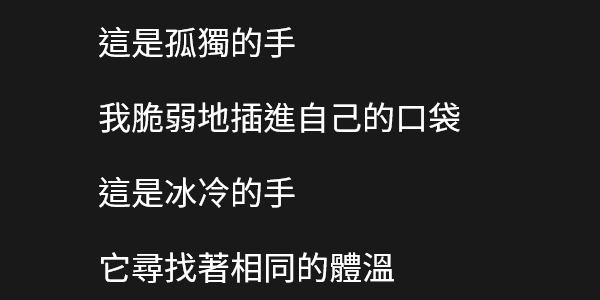 這是孤獨的手
我脆弱地插進自己的口袋
這是冰冷的手
它尋找著相同的體溫